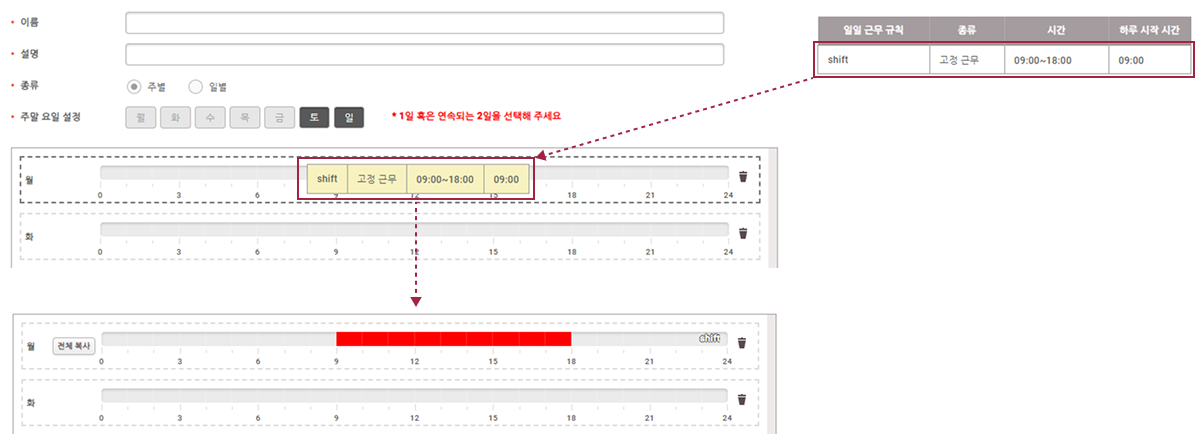 • 이름
• 설명
• 종류 주별 일별
• 주말 요일 설정 월 화 수 목 금 토 일 * 1일 혹은 연속되는 2일을 선택해 주세요
일일 근무 규칙 종류 시간 하루 시작 시간
shift 고정 근무 09:00~18:00 09:00
월 shift 고정 근무 09:00~18:00 09:00
0 3 6 9 12 15 18 21 24
화
0 3 6 9 12 15 18 21 24
월 전체 복사 shift
0 3 6 9 12 15 18 21 24
화
0 3 6 9 12 15 18 21 24